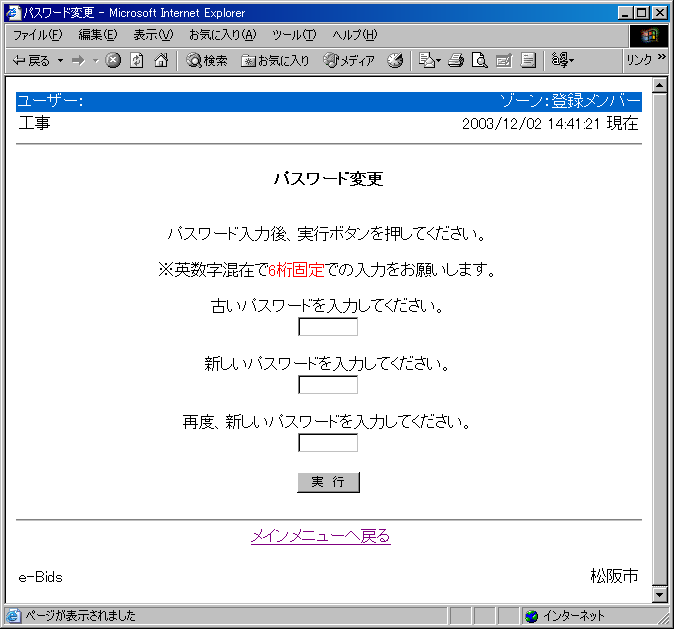 パスワード変更 - Microsoft Internet Explorer
ファイル(F) 編集(E) 表示(V) お気に入り(A) ツール(T) ヘルプ(H)
戻る 検索 お気に入り メディア リンク »
ユーザー: ゾーン:登録メンバー
工事 2003/12/02 14:41:21 現在
パスワード変更
パスワード入力後、実行ボタンを押してください。
※英数字混在で6桁固定での入力をお願いします。
古いパスワードを入力してください。
新しいパスワードを入力してください。
再度、新しいパスワードを入力してください。
実 行
メインメニューへ戻る
e-Bids 松阪市
ページが表示されました インターネット